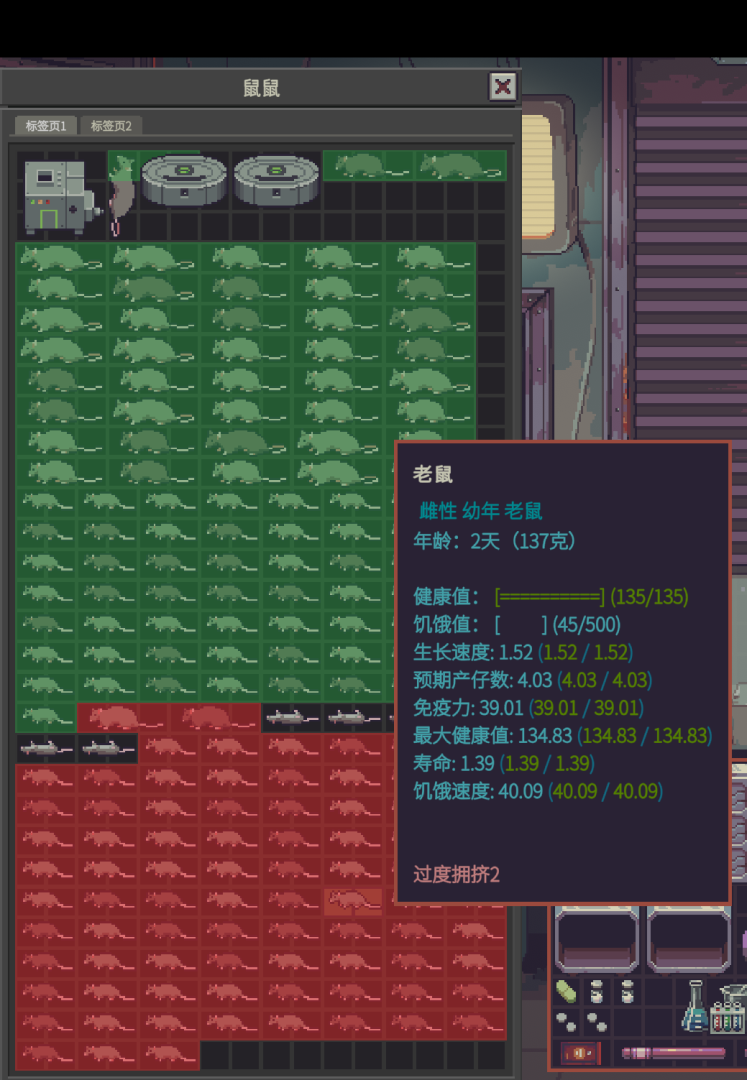 鼠鼠
标签页1 标签页2
老鼠
雌性 幼年 老鼠
年龄：2天（137克）
健康值： [==========] (135/135)
饥饿值： [ ] (45/500)
生长速度: 1.52 (1.52 / 1.52)
预期产仔数: 4.03 (4.03 / 4.03)
免疫力: 39.01 (39.01 / 39.01)
最大健康值: 134.83 (134.83 / 134.83)
寿命: 1.39 (1.39 / 1.39)
饥饿速度: 40.09 (40.09 / 40.09)
过度拥挤2